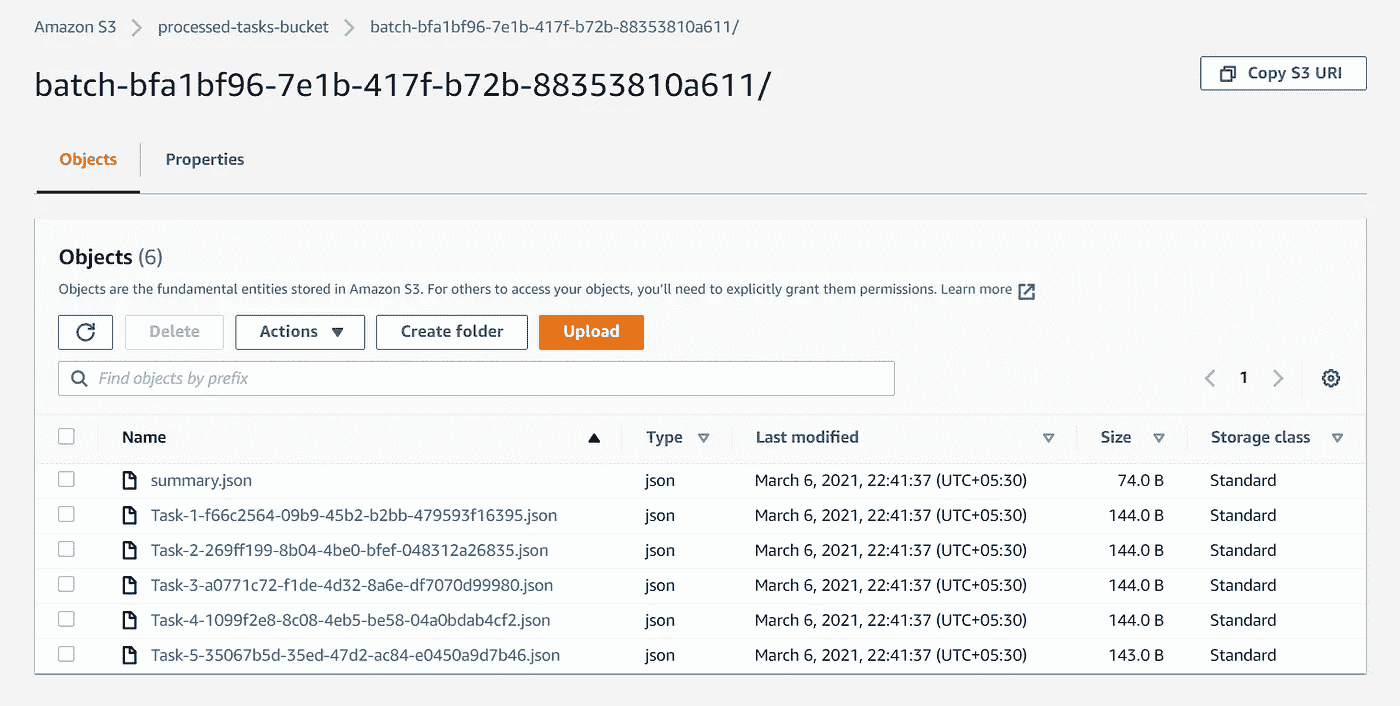 Amazon S3 > processed-tasks-bucket > batch-bfa1bf96-7e1b-417f-b72b-88353810a611/
batch-bfa1bf96-7e1b-417f-b72b-88353810a611/
Copy S3 URI
Objects Properties
Objects (6)
Objects are the fundamental entities stored in Amazon S3. For others to access your objects, you'll need to explicitly grant them permissions. Learn more
Delete Actions Create folder Upload
Find objects by prefix 1
Name Type Last modified Size Storage class
summary.json json March 6, 2021, 22:41:37 (UTC+05:30) 74.0 B Standard
Task-1-f66c2564-09b9-45b2-b2bb-479593f16395.json json March 6, 2021, 22:41:37 (UTC+05:30) 144.0 B Standard
Task-2-269ff199-8b04-4be0-bfef-048312a26835.json json March 6, 2021, 22:41:37 (UTC+05:30) 144.0 B Standard
Task-3-a0771c72-f1de-4d32-8a6e-df7070d99980.json json March 6, 2021, 22:41:37 (UTC+05:30) 144.0 B Standard
Task-4-1099f2e8-8c08-4eb5-be58-04a0bdab4cf2.json json March 6, 2021, 22:41:37 (UTC+05:30) 144.0 B Standard
Task-5-35067b5d-35ed-47d2-ac84-e0450a9d7b46.json json March 6, 2021, 22:41:37 (UTC+05:30) 143.0 B Standard